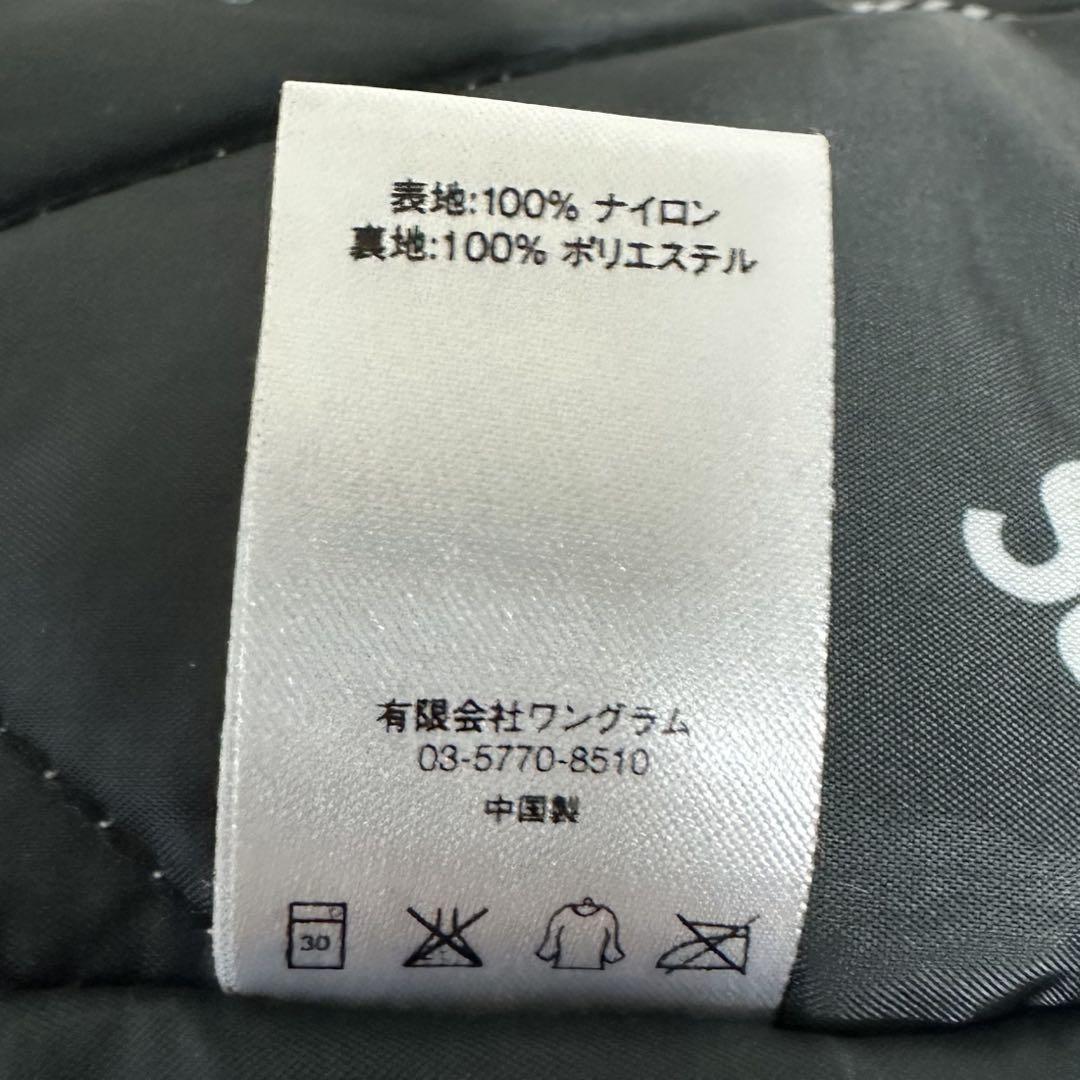 表地:100% ナイロン
裏地:100% ポリエステル
有限会社ワングラム
03-5770-8510
中国製
30